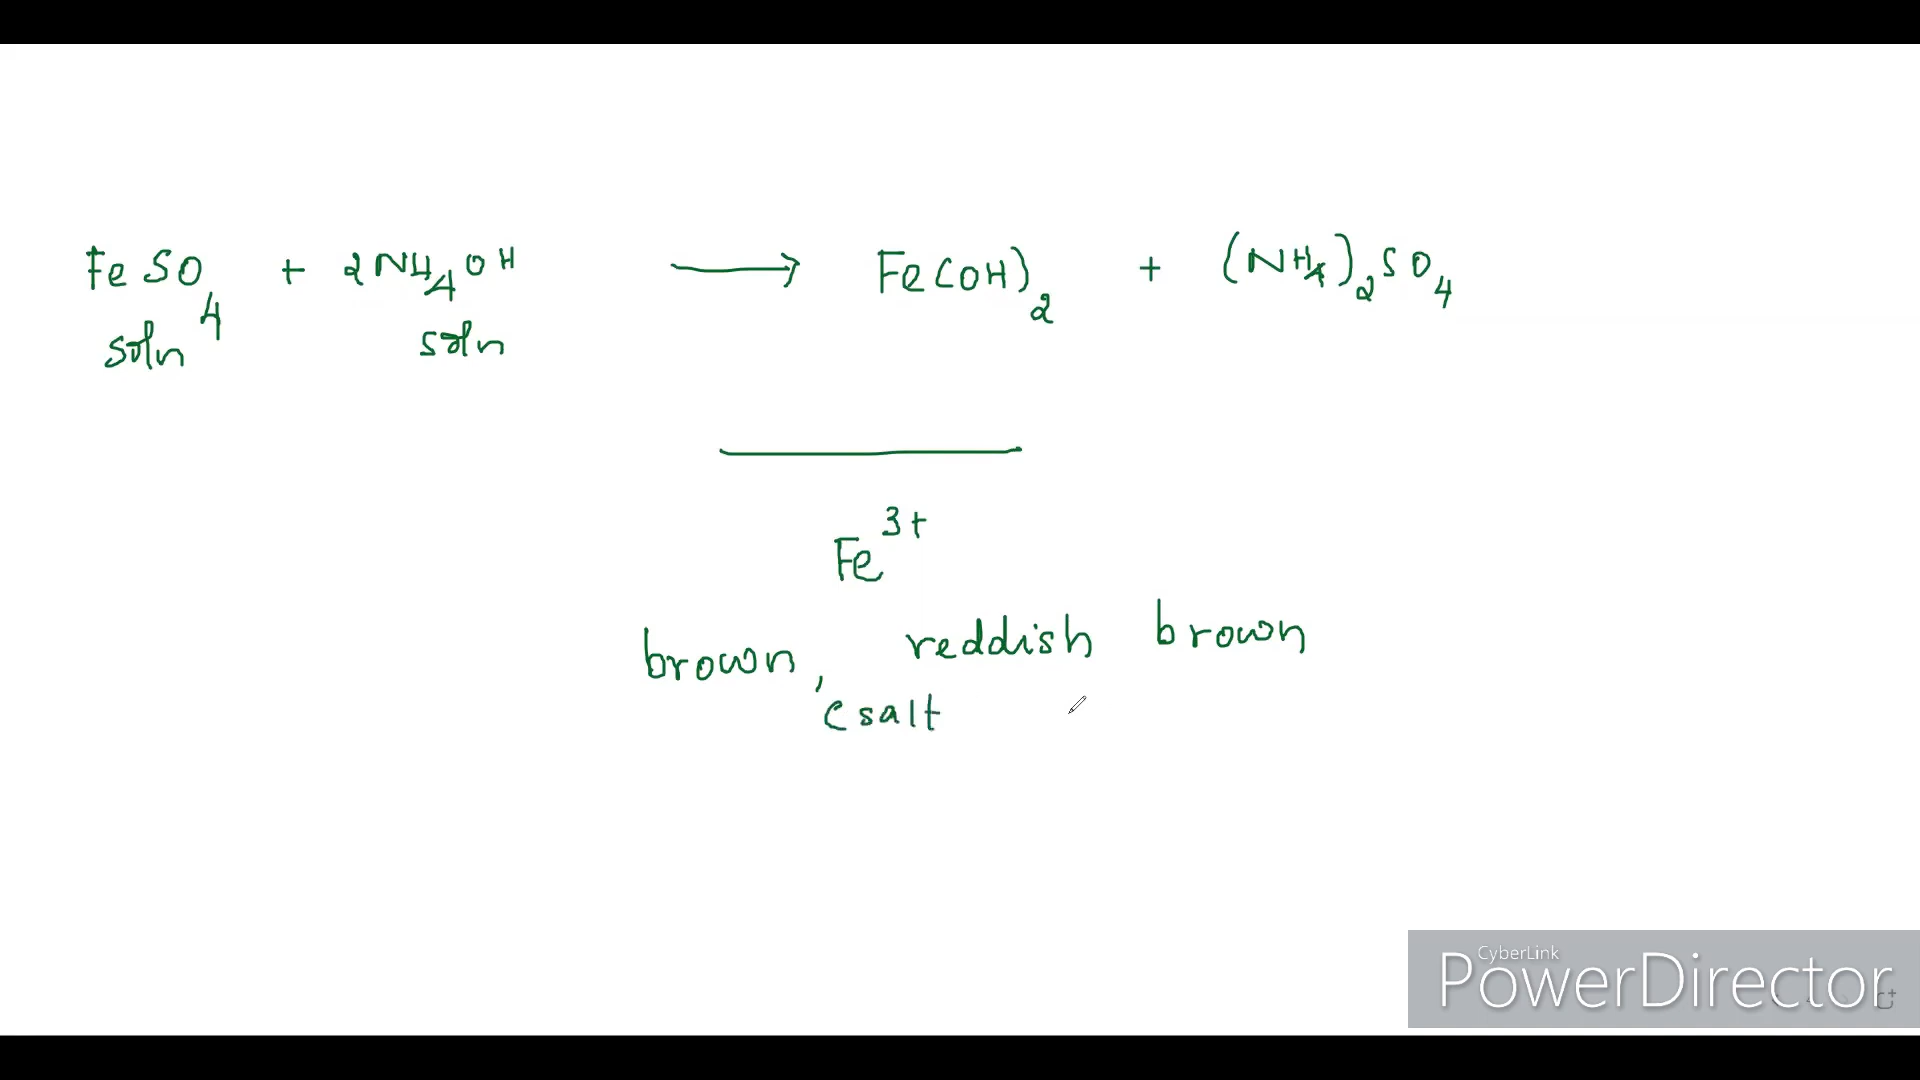 FeSO₄ + 2NH₄OH ⟶ Fe(OH)₂ + (NH₄)₂SO₄
soln soln
Fe³⁺
brown, reddish brown
(salt
CyberLink
PowerDirector